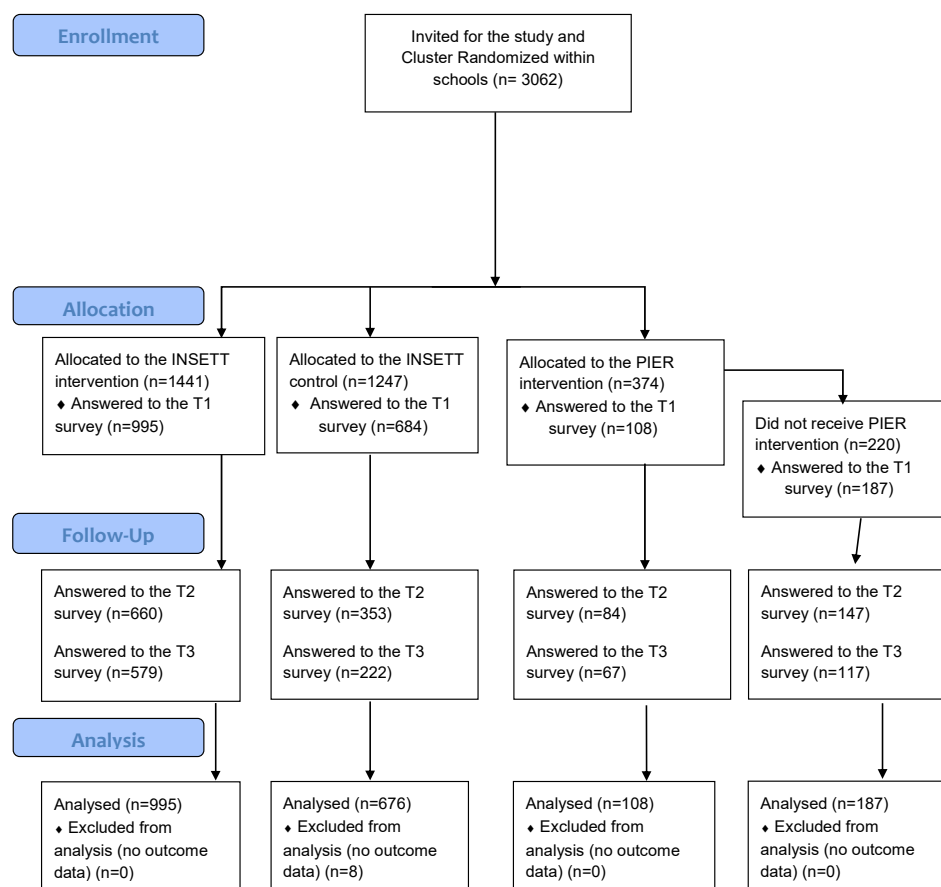 Enrollment
Invited for the study and
Cluster Randomized within
schools (n= 3062)
Allocation
Allocated to the INSETT
intervention (n=1441)
♦ Answered to the T1
survey (n=995)
Allocated to the INSETT
control (n=1247)
♦ Answered to the T1
survey (n=684)
Allocated to the PIER
intervention (n=374)
♦ Answered to the T1
survey (n=108)
Did not receive PIER
intervention (n=220)
♦ Answered to the T1
survey (n=187)
Follow-Up
Answered to the T2
survey (n=660)
Answered to the T3
survey (n=579)
Answered to the T2
survey (n=353)
Answered to the T3
survey (n=222)
Answered to the T2
survey (n=84)
Answered to the T3
survey (n=67)
Answered to the T2
survey (n=147)
Answered to the T3
survey (n=117)
Analysis
Analysed (n=995)
♦ Excluded from
analysis (no outcome
data) (n=0)
Analysed (n=676)
♦ Excluded from
analysis (no outcome
data) (n=8)
Analysed (n=108)
♦ Excluded from
analysis (no outcome
data) (n=0)
Analysed (n=187)
♦ Excluded from
analysis (no outcome
data) (n=0)